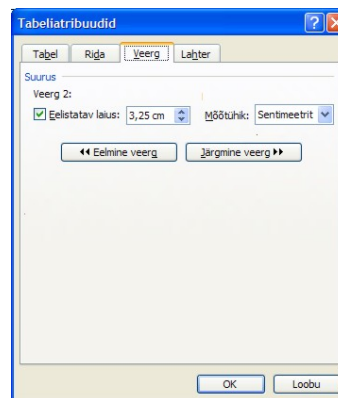 Tabeliatribuudid
Tabel Rida Veerg Lahter
Suurus
Veerg 2:
Eelistatav laius: 3,25 cm Mõõtühik: Sentimeetrit
Eelmine veerg Järgmine veerg
OK Loobu